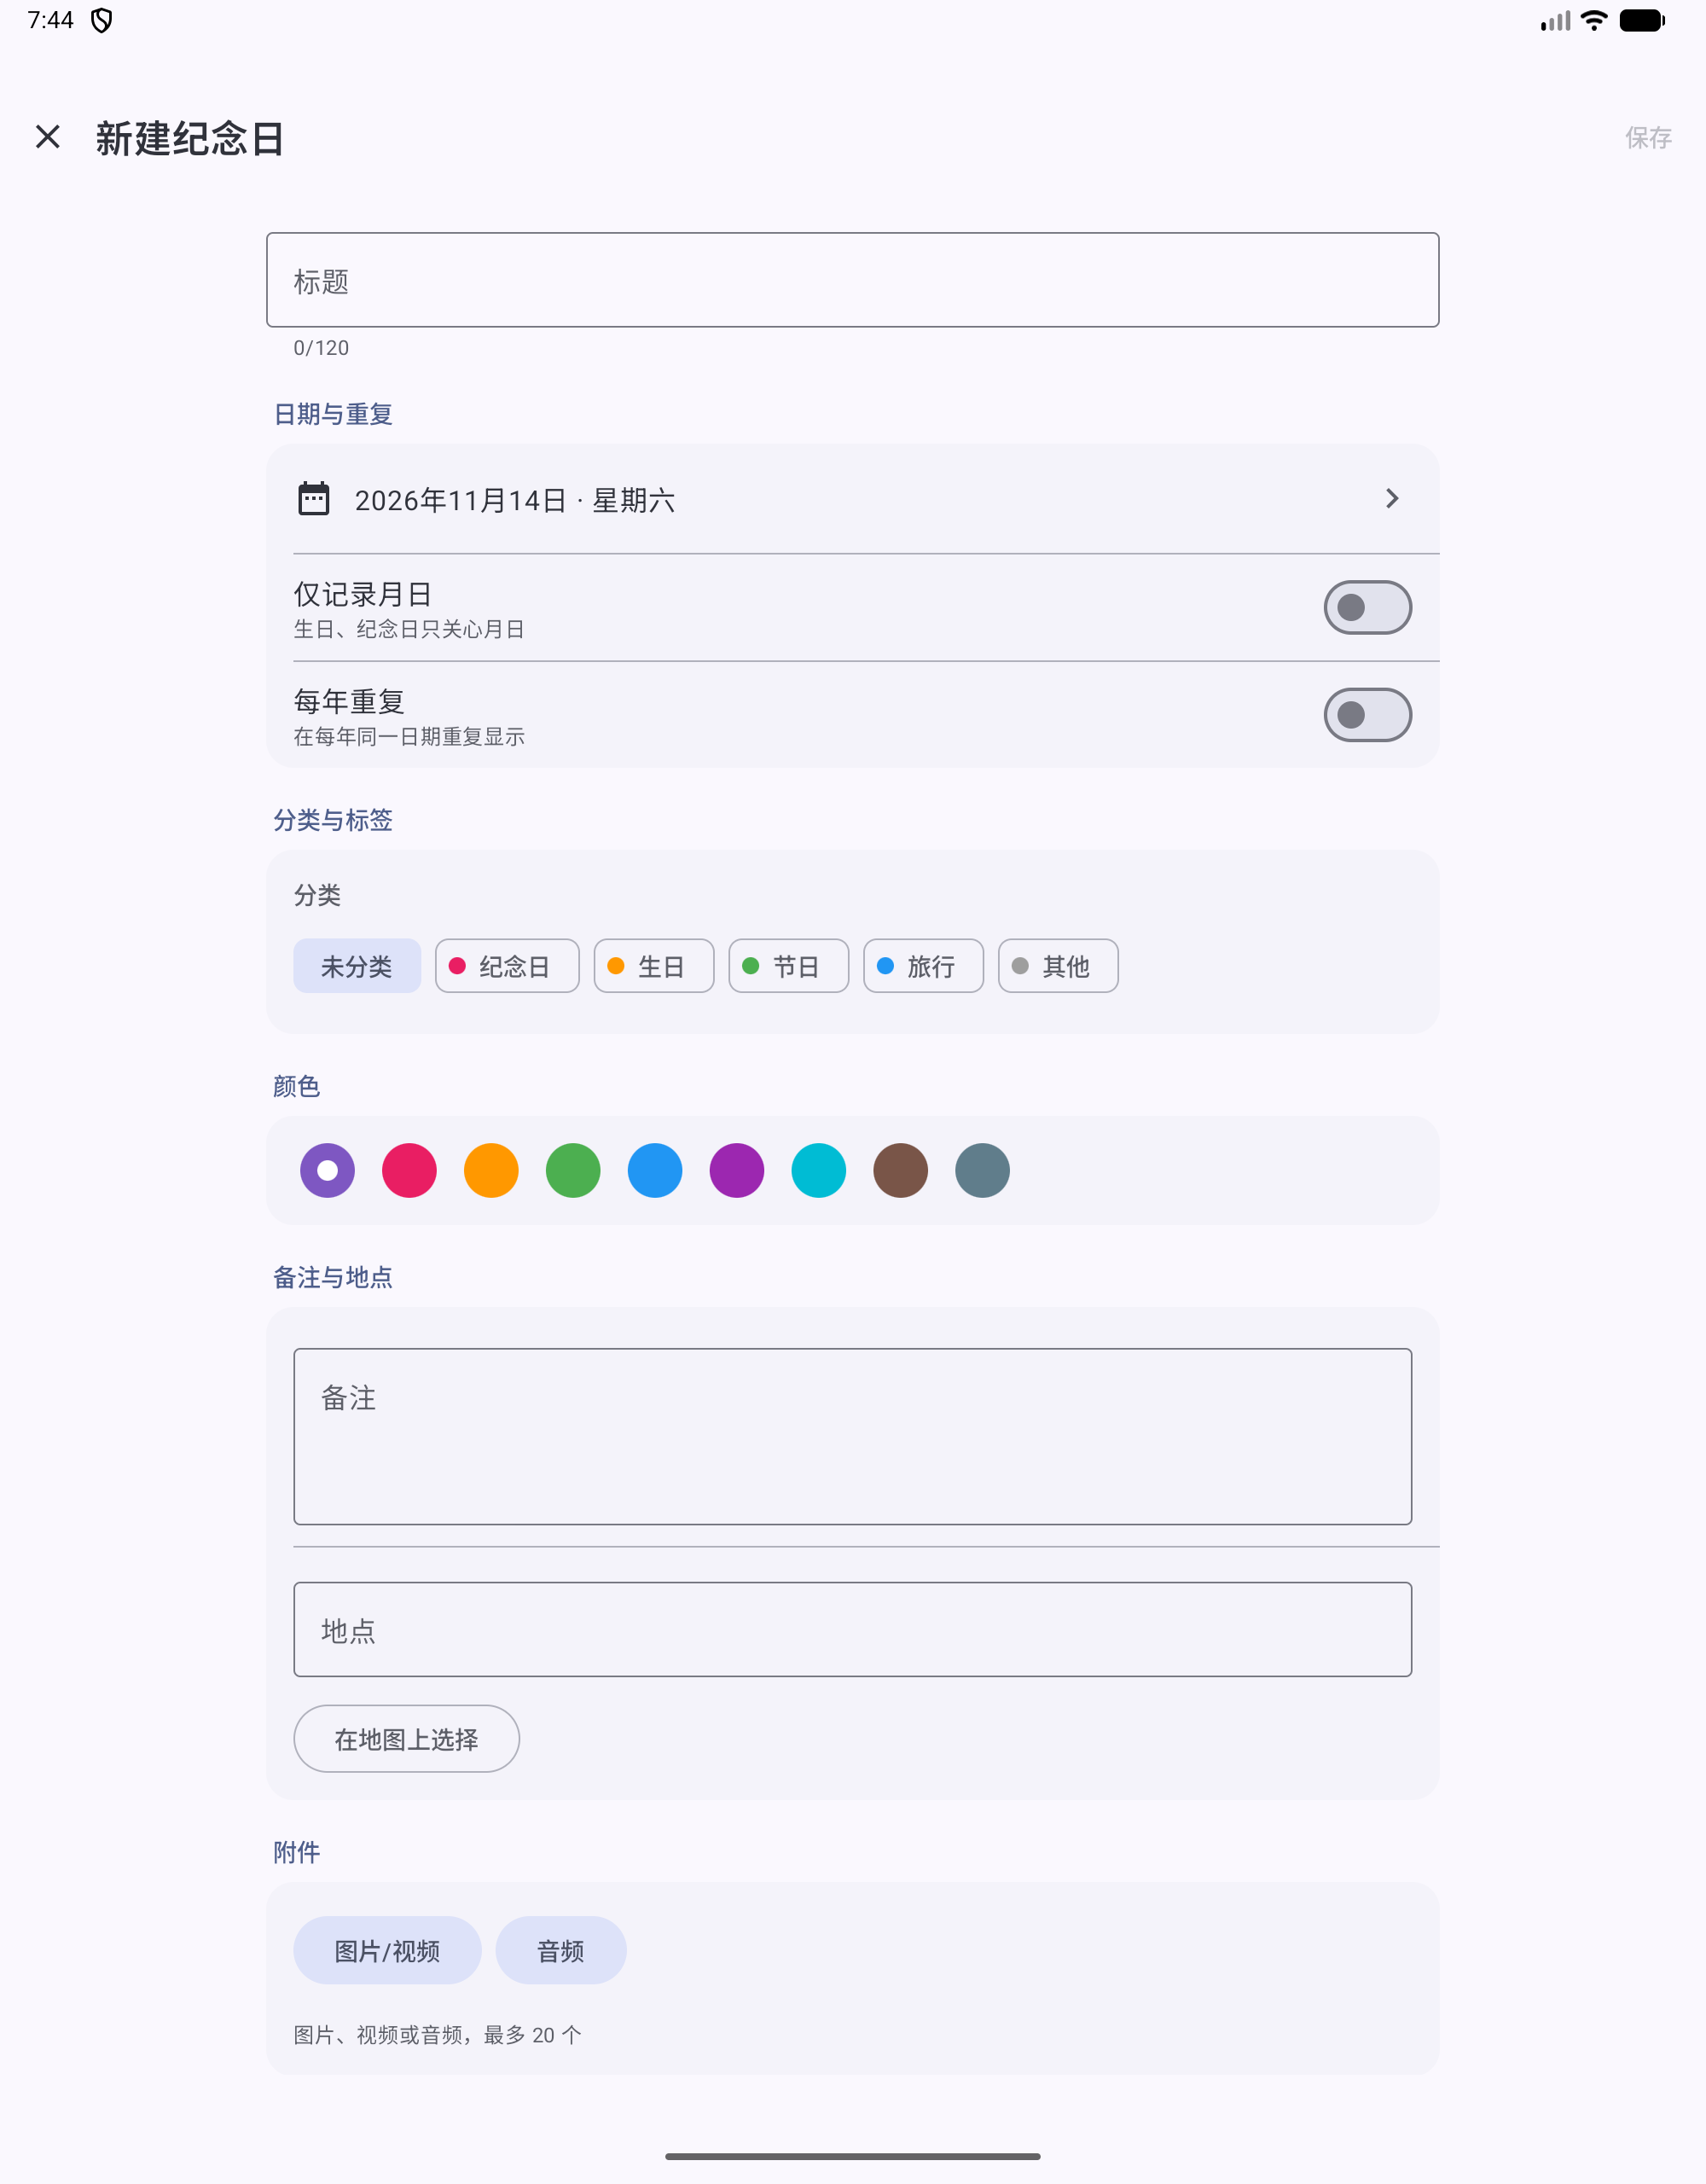 7:44
新建纪念日
保存
标题
0/120
日期与重复
2026年11月14日 · 星期六
仅记录月日
生日、纪念日只关心月日
每年重复
在每年同一日期重复显示
分类与标签
分类
未分类 纪念日 生日 节日 旅行 其他
颜色
备注与地点
备注
地点
在地图上选择
附件
图片/视频 音频
图片、视频或音频，最多 20 个